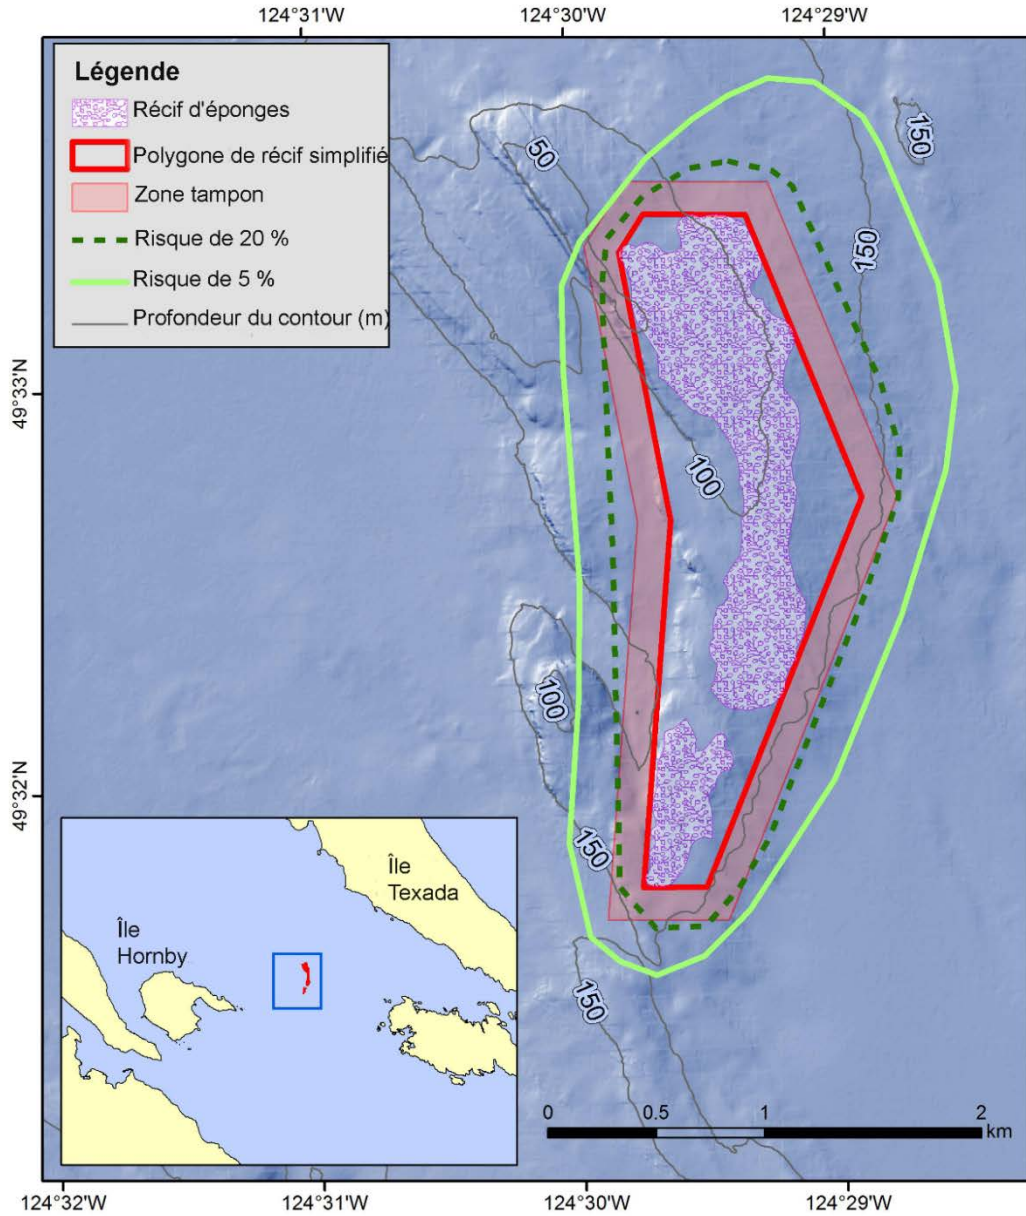 124°31'W
124°30'W
124°29'W
Légende
Récif d'éponges
Polygone de récif simplifié
Zone tampon
Risque de 20 %
Risque de 5 %
Profondeur du contour (m)
50
150
150
49°33'N
100
100
49°32'N
150
150
Île
Texada
Île
Hornby
0
0.5
1
2
km
124°32'W
124°31'W
124°30'W
124°29'W